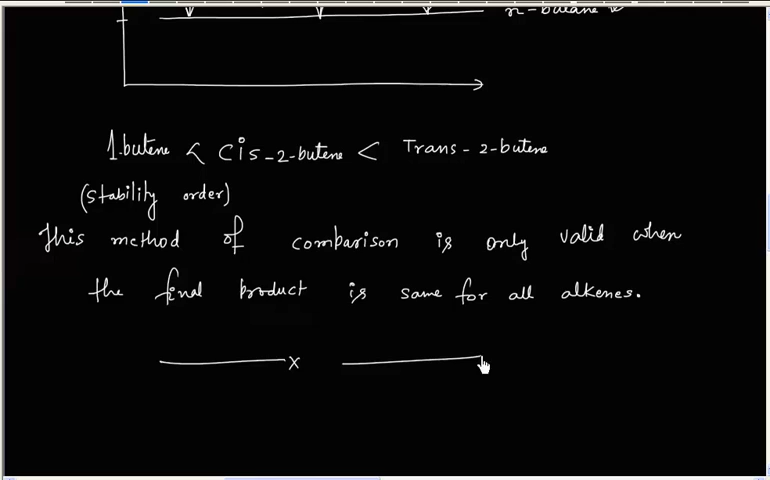 n-butane
1.butene < Cis-2-butene < Trans-2-butene
(stability order)
This method of comparison is only valid when
the final product is same for all alkenes.
x